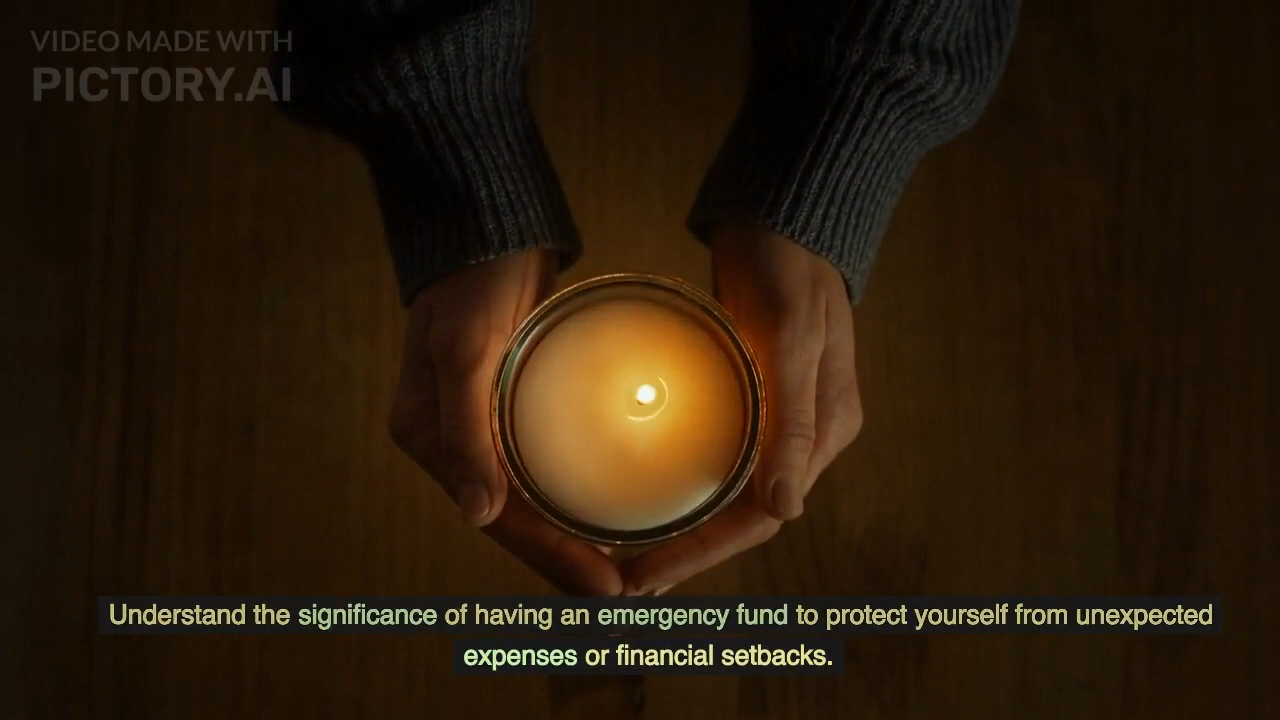 VIDEO MADE WITH
PICTORY.AI
Understand the significance of having an emergency fund to protect yourself from unexpected
expenses or financial setbacks.